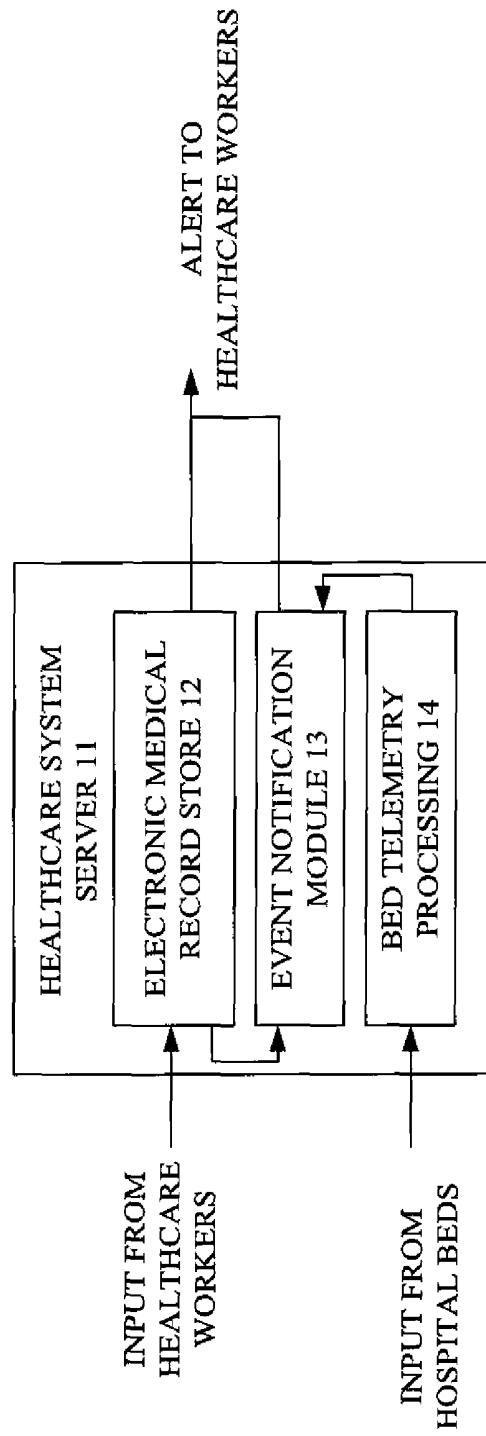 HEALTHCARE SYSTEM
SERVER 11
ELECTRONIC MEDICAL
RECORD STORE 12
EVENT NOTIFICATION
MODULE 13
BED TELEMETRY
PROCESSING 14
INPUT FROM
HEALTHCARE
WORKERS
INPUT FROM
HOSPITAL BEDS
ALERT TO
HEALTHCARE WORKERS